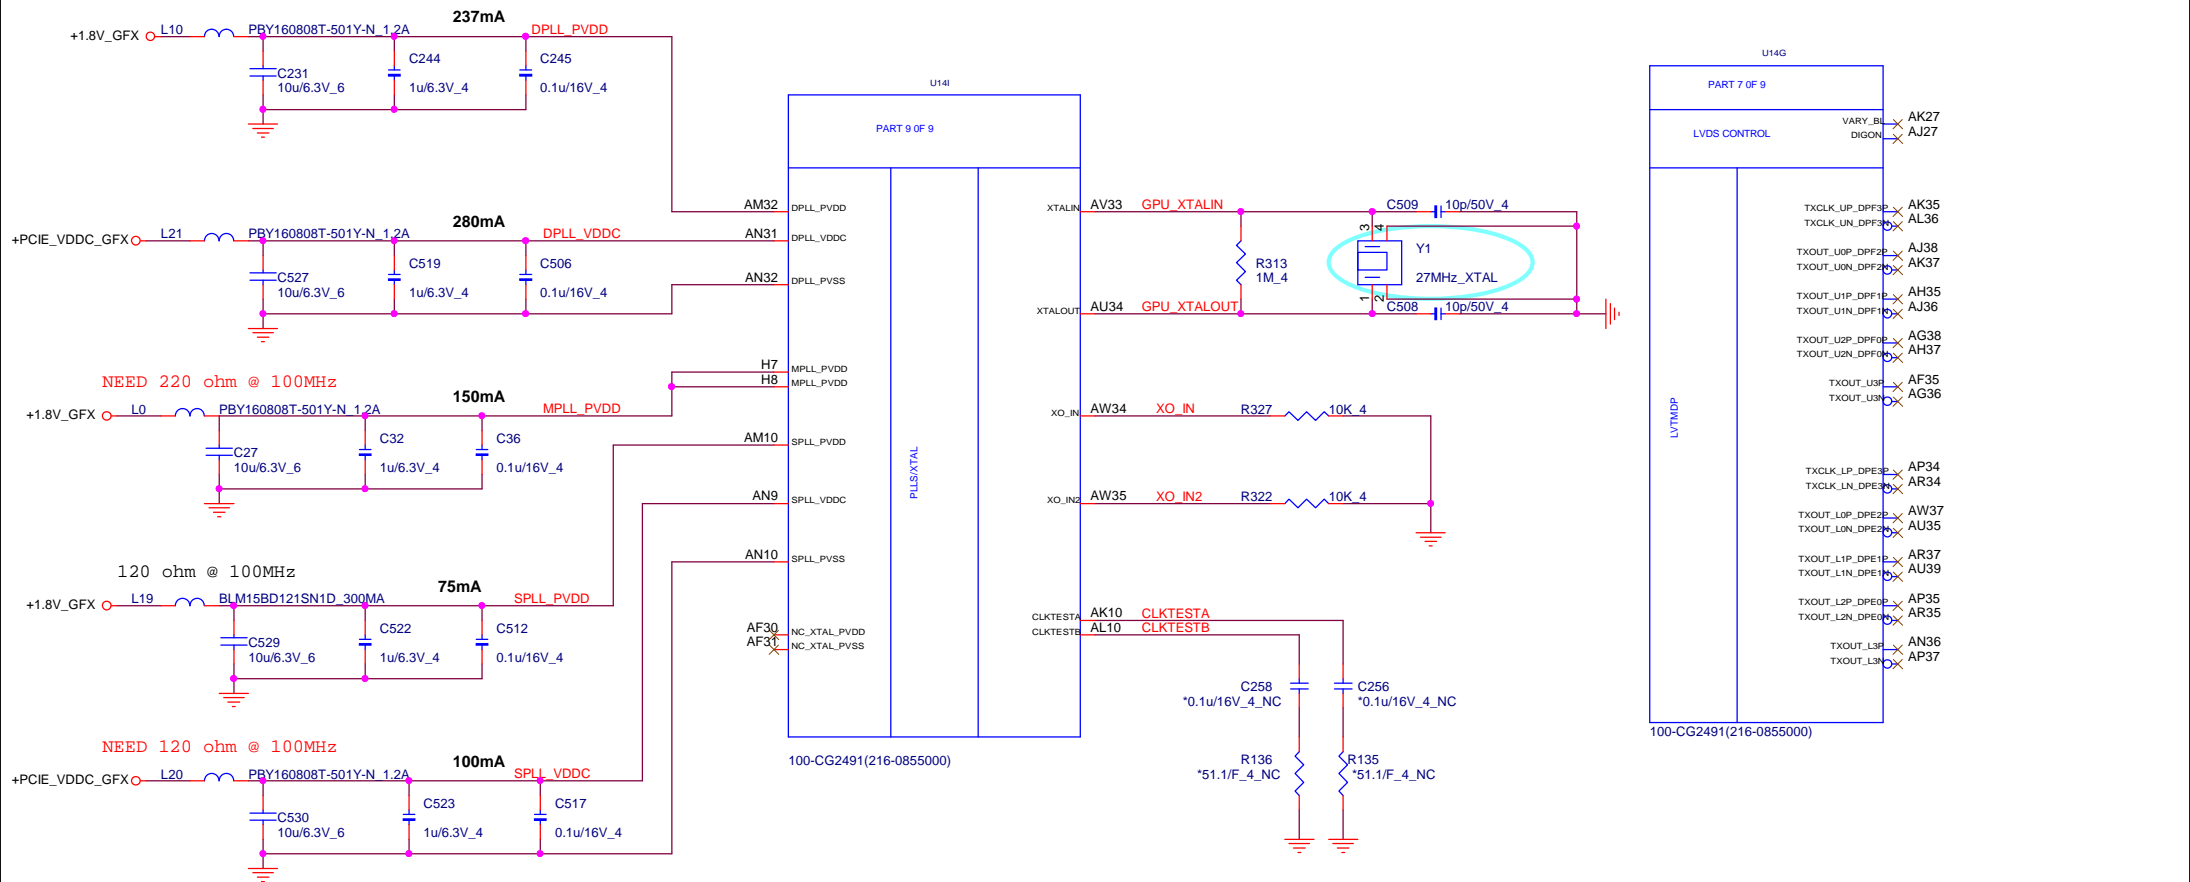 237mA
+1.8V_GFX
L10
PBY160808T-501Y-N_1.2A
DPLL_PVDD
C231
10u/6.3V_6
C244
1u/6.3V_4
C245
0.1u/16V_4
280mA
+PCIE_VDDC_GFX
L21
PBY160808T-501Y-N_1.2A
DPLL_VDDC
C527
10u/6.3V_6
C519
1u/6.3V_4
C506
0.1u/16V_4
NEED 220 ohm @ 100MHz
150mA
+1.8V_GFX
L0
PBY160808T-501Y-N_1.2A
MPLL_PVDD
C27
10u/6.3V_6
C32
1u/6.3V_4
C36
0.1u/16V_4
120 ohm @ 100MHz
75mA
+1.8V_GFX
L19
BLM15BD121SN1D_300MA
SPLL_PVDD
C529
10u/6.3V_6
C522
1u/6.3V_4
C512
0.1u/16V_4
NEED 120 ohm @ 100MHz
100mA
+PCIE_VDDC_GFX
L20
PBY160808T-501Y-N_1.2A
SPLL_VDDC
C530
10u/6.3V_6
C523
1u/6.3V_4
C517
0.1u/16V_4
U14I
PART 9 0F 9
PLLS/XTAL
AM32 DPLL_PVDD
AN31 DPLL_VDDC
AN32 DPLL_PVSS
H7 MPLL_PVDD
H8 MPLL_PVDD
AM10 SPLL_PVDD
AN9 SPLL_VDDC
AN10 SPLL_PVSS
AF30 NC_XTAL_PVDD
AF31 NC_XTAL_PVSS
XTALIN AV33 GPU_XTALIN
XTALOUT AU34 GPU_XTALOUT
XO_IN AW34 XO_IN R327 10K_4
XO_IN2 AW35 XO_IN2 R322 10K_4
CLKTESTA AK10 CLKTESTA
CLKTESTB AL10 CLKTESTB
100-CG2491(216-0855000)
R313
1M_4
C509 10p/50V_4
3 4
Y1
27MHz_XTAL
1 2
C508 10p/50V_4
C258
*0.1u/16V_4_NC
C256
*0.1u/16V_4_NC
R136
*51.1/F_4_NC
R135
*51.1/F_4_NC
U14G
PART 7 0F 9
LVDS CONTROL
LVTMDP
VARY_BL AK27
DIGON AJ27
TXCLK_UP_DPF3P AK35
TXCLK_UN_DPF3N AL36
TXOUT_U0P_DPF2P AJ38
TXOUT_U0N_DPF2N AK37
TXOUT_U1P_DPF1P AH35
TXOUT_U1N_DPF1N AJ36
TXOUT_U2P_DPF0P AG38
TXOUT_U2N_DPF0N AH37
TXOUT_U3P AF35
TXOUT_U3N AG36
TXCLK_LP_DPE3P AP34
TXCLK_LN_DPE3N AR34
TXOUT_L0P_DPE2P AW37
TXOUT_L0N_DPE2N AU35
TXOUT_L1P_DPE1P AR37
TXOUT_L1N_DPE1N AU39
TXOUT_L2P_DPE0P AP35
TXOUT_L2N_DPE0N AR35
TXOUT_L3P AN36
TXOUT_L3N AP37
100-CG2491(216-0855000)